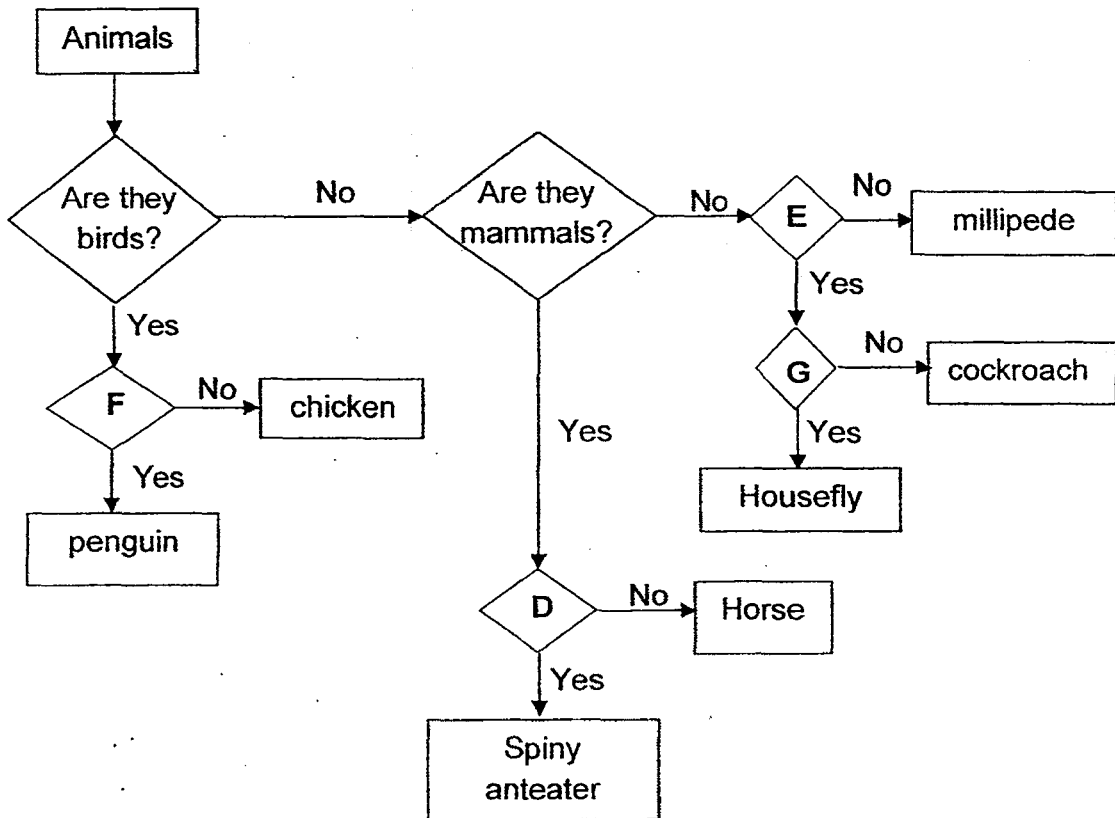 Animals
Are they
birds?
No
Are they
mammals?
No
E
No
millipede
Yes
Yes
G
No
cockroach
F
No
chicken
Yes
Yes
Yes
Housefly
penguin
D
No
Horse
Yes
Spiny
anteater